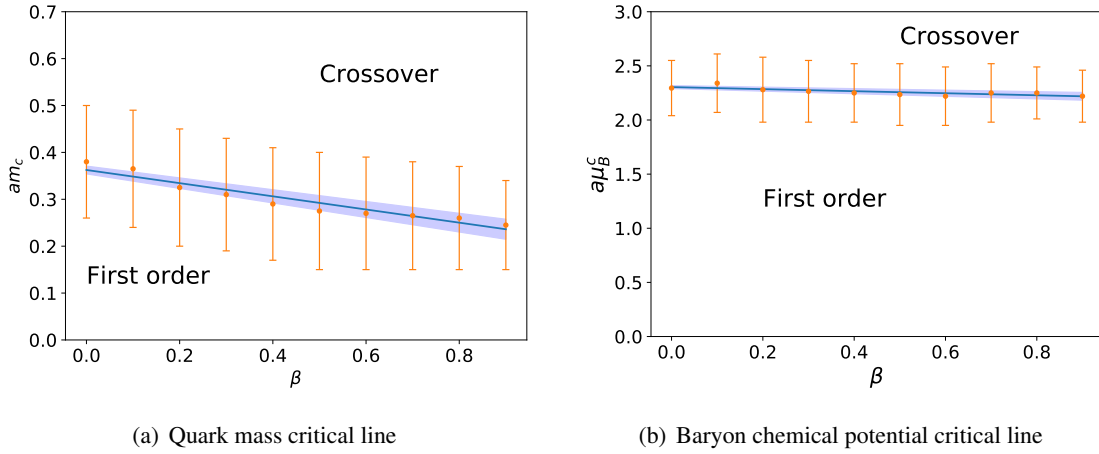 0.7
0.6
0.5
0.4
0.3
0.2
0.1
0.0
am_c
Crossover
First order
0.0 0.2 0.4 0.6 0.8
β
(a) Quark mass critical line
3.0
2.5
2.0
1.5
1.0
0.5
0.0
aμ_B^c
Crossover
First order
0.0 0.2 0.4 0.6 0.8
β
(b) Baryon chemical potential critical line